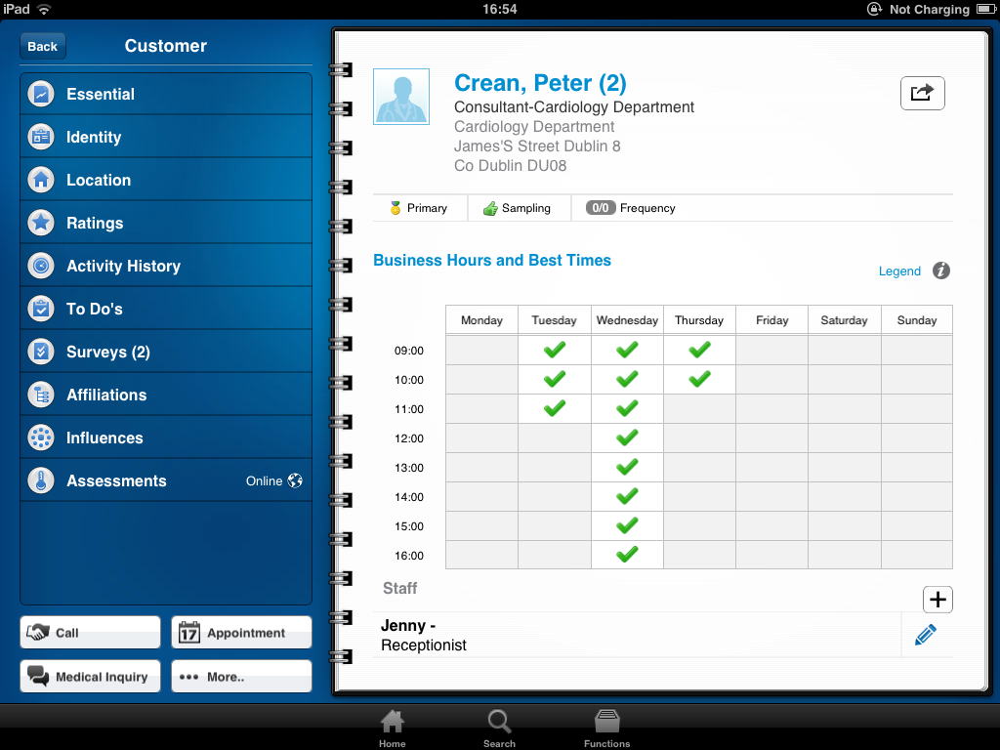 iPad 16:54 Not Charging
Back Customer
Essential
Identity
Location
Ratings
Activity History
To Do's
Surveys (2)
Affiliations
Influences
Assessments Online
Call Appointment
17
Medical Inquiry More..
Crean, Peter (2)
Consultant-Cardiology Department
Cardiology Department
James'S Street Dublin 8
Co Dublin DU08
Primary Sampling 0/0 Frequency
Business Hours and Best Times
Legend i
Monday Tuesday Wednesday Thursday Friday Saturday Sunday
09:00
10:00
11:00
12:00
13:00
14:00
15:00
16:00
Staff
Jenny -
Receptionist
Home Search Functions